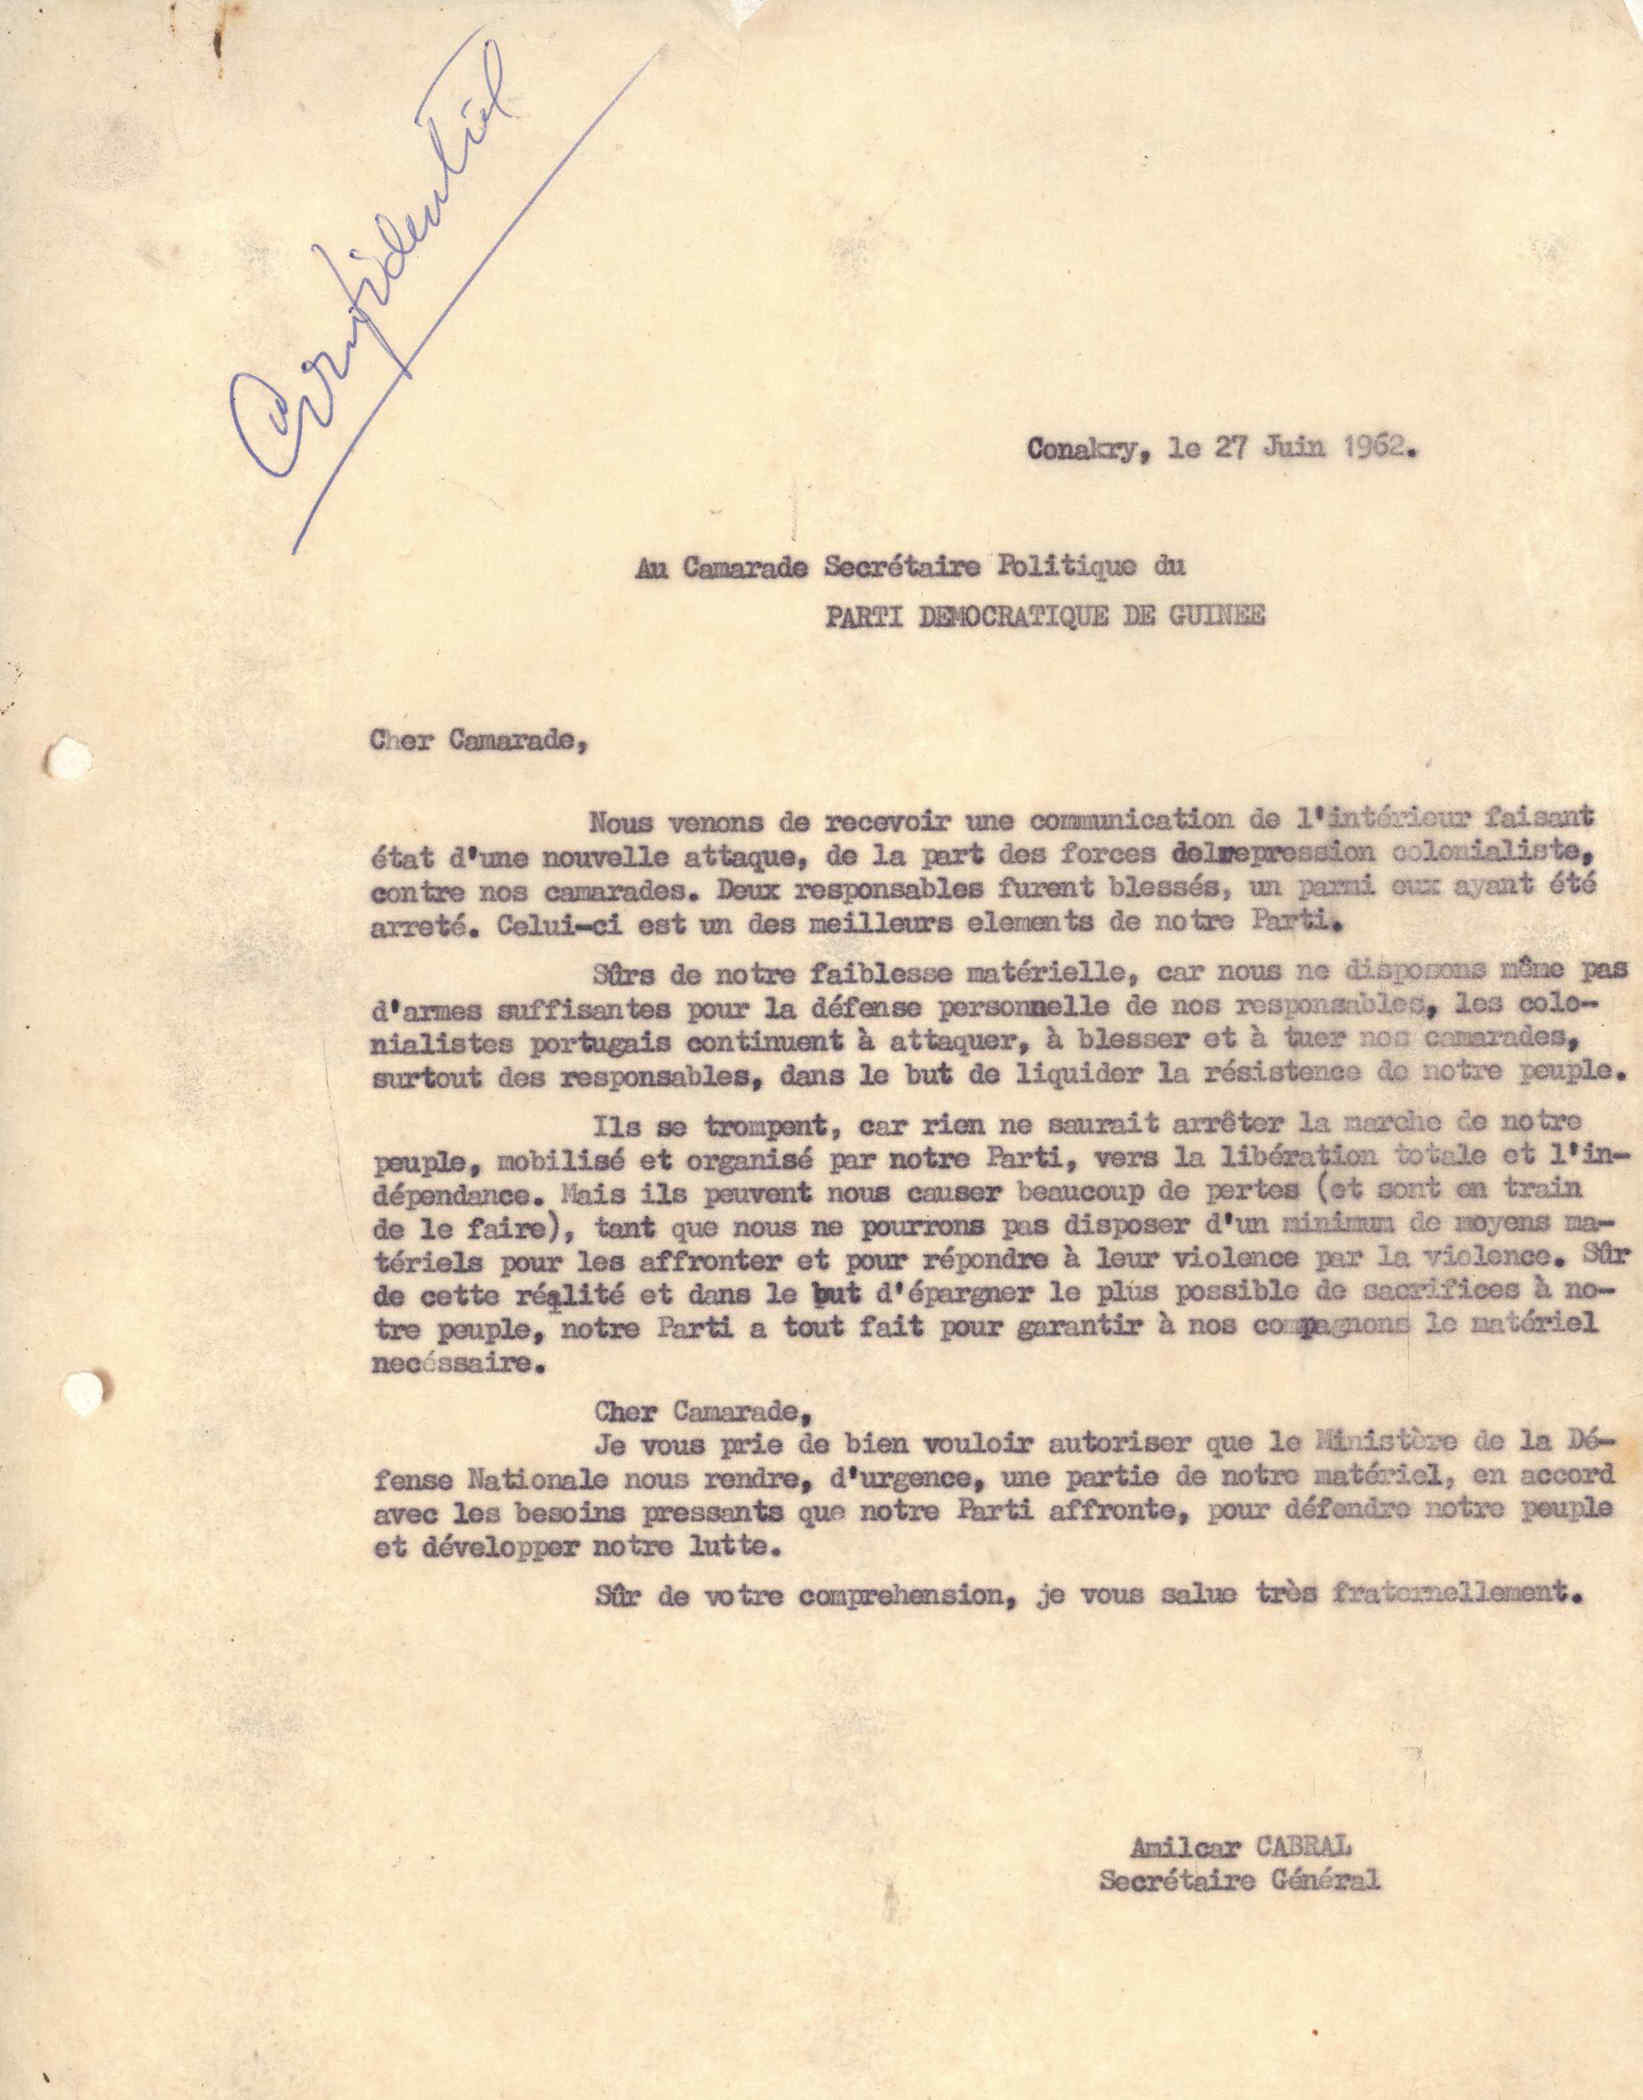 Confidentiel
Conakry, le 27 Juin 1962.
Au Camarade Secrétaire Politique du
PARTI DEMOCRATIQUE DE GUINEE
Cher Camarade,
Nous venons de recevoir une communication de l'intérieur faisant
état d'une nouvelle attaque, de la part des forces delrepression colonialiste,
contre nos camarades. Deux responsables furent blessés, un parmi eux ayant été
arreté. Celui-ci est un des meilleurs elements de notre Parti.
Sûrs de notre faiblesse matérielle, car nous ne disposons même pas
d'armes suffisantes pour la défense personnelle de nos responsables, les colo-
nialistes portugais continuent à attaquer, à blesser et à tuer nos camarades,
surtout des responsables, dans le but de liquider la résistence de notre peuple.
Ils se trompent, car rien ne saurait arrêter la marche de notre
peuple, mobilisé et organisé par notre Parti, vers la libération totale et l'in-
dépendance. Mais ils peuvent nous causer beaucoup de pertes (et sont en train
de le faire), tant que nous ne pourrons pas disposer d'un minimum de moyens ma-
tériels pour les affronter et pour répondre à leur violence par la violence. Sûr
de cette réalité et dans le but d'épargner le plus possible de sacrifices à no-
tre peuple, notre Parti a tout fait pour garantir à nos compagnons le matériel
necéssaire.
Cher Camarade,
Je vous prie de bien vouloir autoriser que le Ministère de la Dé-
fense Nationale nous rendre, d'urgence, une partie de notre matériel, en accord
avec les besoins pressants que notre Parti affronte, pour défendre notre peuple
et développer notre lutte.
Sûr de votre comprehension, je vous salue très fraternellement.
Amilcar CABRAL
Secrétaire Général